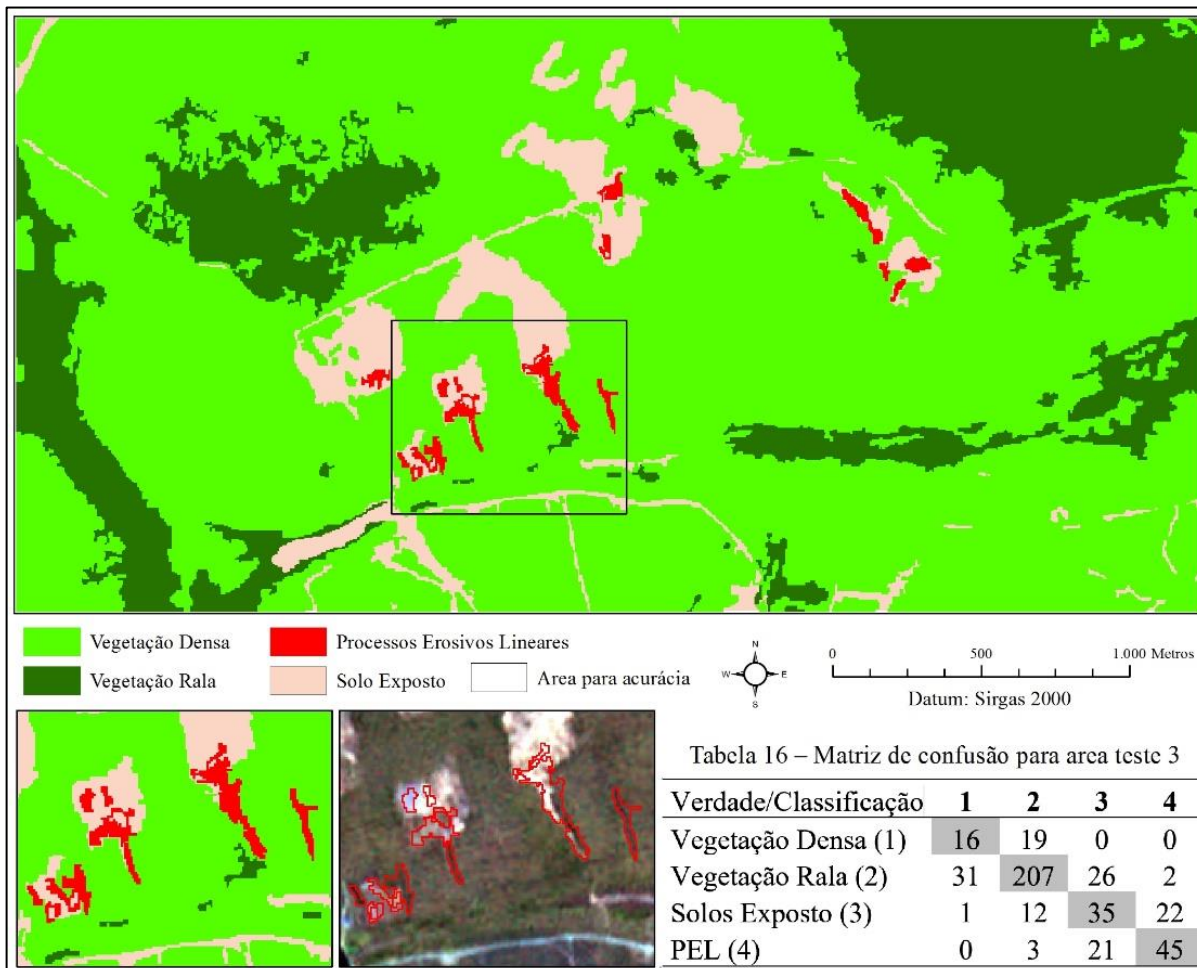 Vegetação Densa
Processos Erosivos Lineares
Vegetação Rala
Solo Exposto
Area para acurácia
N
W E
S
0 500 1.000 Metros
Datum: Sirgas 2000
Tabela 16 – Matriz de confusão para area teste 3
Verdade/Classificação 1 2 3 4
Vegetação Densa (1) 16 19 0 0
Vegetação Rala (2) 31 207 26 2
Solos Exposto (3) 1 12 35 22
PEL (4) 0 3 21 45